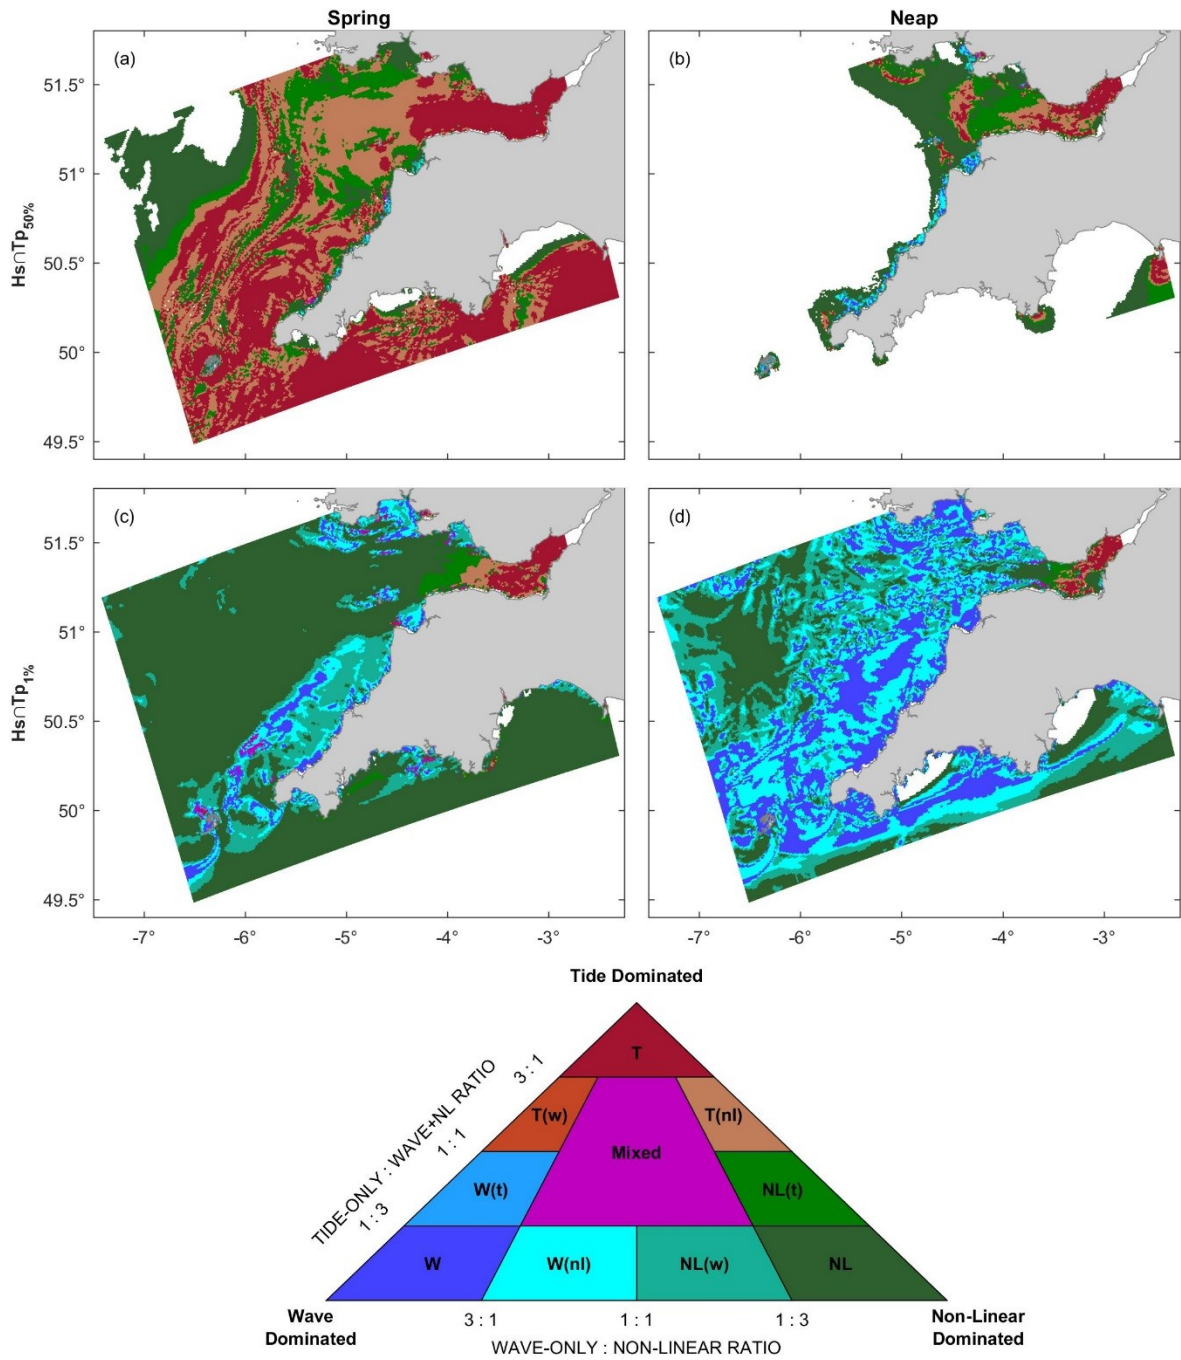 Spring
Neap
(a)
(b)
51.5°
51°
50.5°
50°
49.5°
Hs∩Tp50%
(c)
(d)
51.5°
51°
50.5°
50°
49.5°
Hs∩Tp1%
-7°
-6°
-5°
-4°
-3°
-7°
-6°
-5°
-4°
-3°
Tide Dominated
TIDE-ONLY : WAVE+NL RATIO
3 : 1
1 : 1
1 : 3
T
T(w)
T(nl)
Mixed
W(t)
NL(t)
W
W(nl)
NL(w)
NL
Wave
Dominated
3 : 1
1 : 1
1 : 3
Non-Linear
Dominated
WAVE-ONLY : NON-LINEAR RATIO